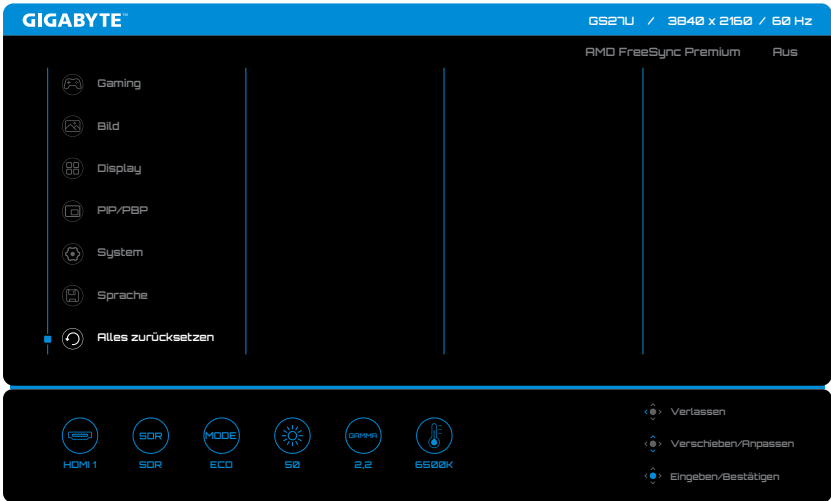 GIGABYTE™ GS27U / 3840 x 2160 / 60 Hz
AMD FreeSync Premium Aus
Gaming
Bild
Display
PIP/PBP
System
Sprache
Alles zurücksetzen
SDR MODE GAMMA
HDMI 1 SDR ECO 50 2,2 6500K
Verlassen
Verschieben/Anpassen
Eingeben/Bestätigen